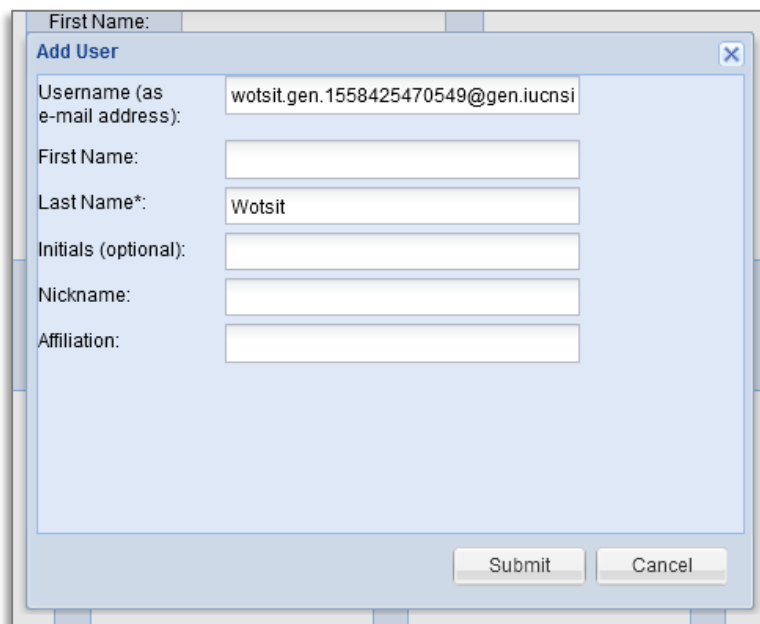 First Name:
Add User
Username (as
e-mail address):
wotsit.gen.1558425470549@gen.iucnsi
First Name:
Last Name*:
Wotsit
Initials (optional):
Nickname:
Affiliation:
Submit
Cancel